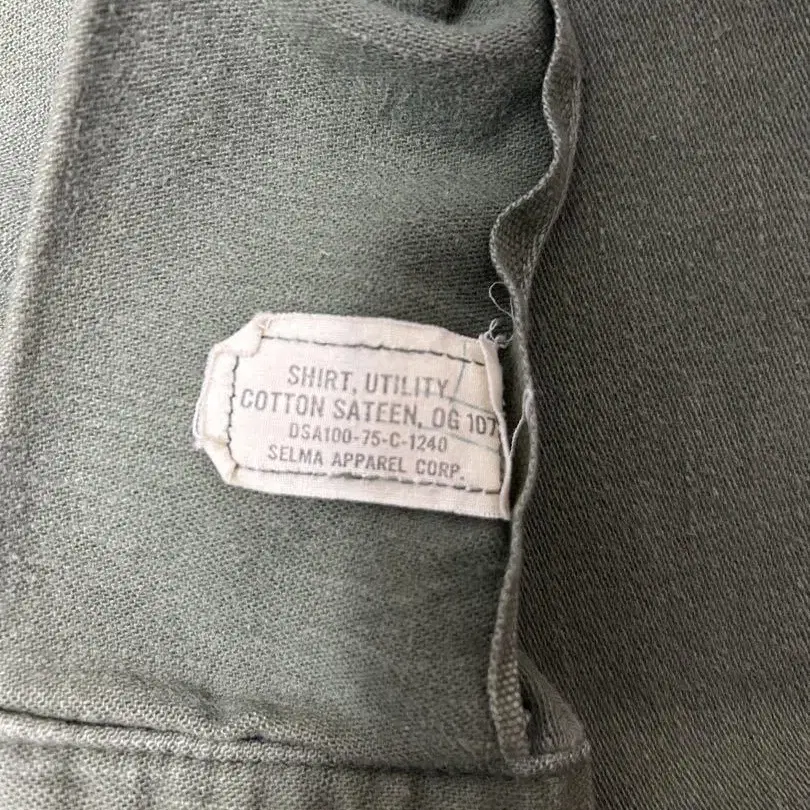 SHIRT, UTILITY
COTTON SATEEN, OG 107
DSA100-75-C-1240
SELMA APPAREL CORP.